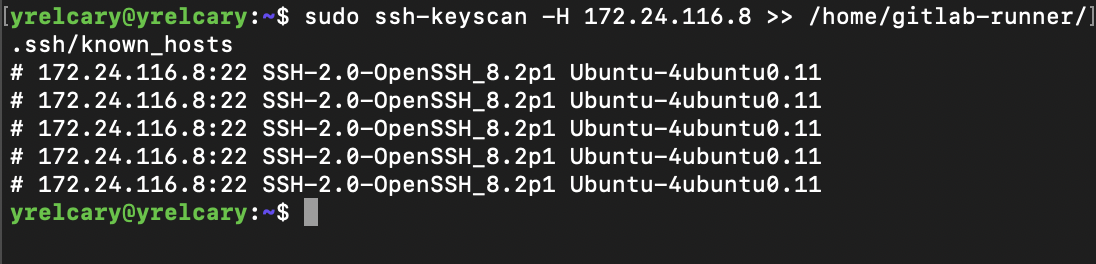 [yrelcary@yrelcary:~$ sudo ssh-keyscan -H 172.24.116.8 >> /home/gitlab-runner/]
.ssh/known_hosts
# 172.24.116.8:22 SSH-2.0-OpenSSH_8.2p1 Ubuntu-4ubuntu0.11
# 172.24.116.8:22 SSH-2.0-OpenSSH_8.2p1 Ubuntu-4ubuntu0.11
# 172.24.116.8:22 SSH-2.0-OpenSSH_8.2p1 Ubuntu-4ubuntu0.11
# 172.24.116.8:22 SSH-2.0-OpenSSH_8.2p1 Ubuntu-4ubuntu0.11
# 172.24.116.8:22 SSH-2.0-OpenSSH_8.2p1 Ubuntu-4ubuntu0.11
yrelcary@yrelcary:~$